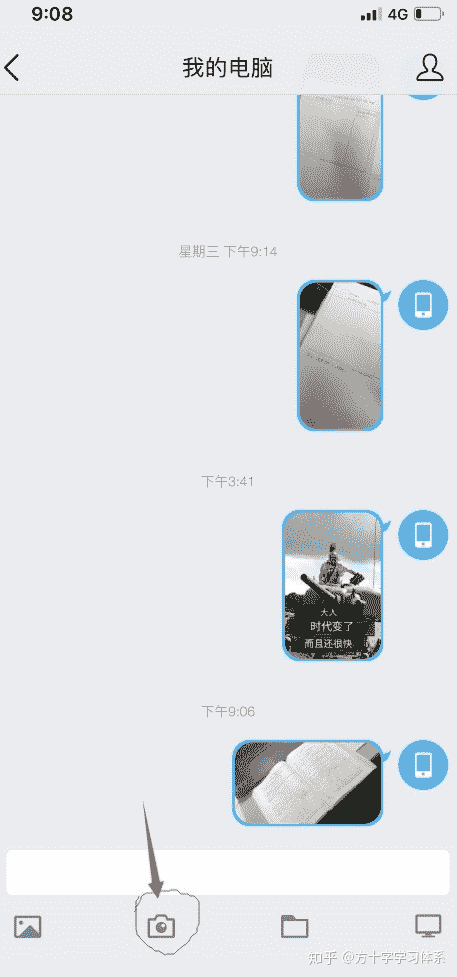 9:08
4G
我的电脑
星期三 下午9:14
下午3:41
大人
时代变了
而且还很快
下午9:06
知乎 @方十字学习体系